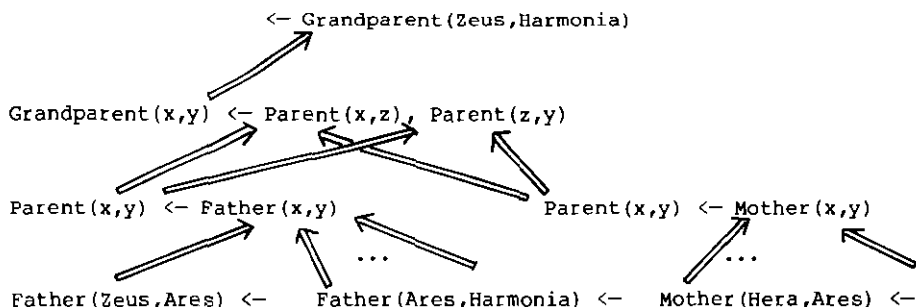 <- Grandparent(Zeus,Harmonia)
Grandparent(x,y) <- Parent(x,z), Parent(z,y)
Parent(x,y) <- Father(x,y) Parent(x,y) <- Mother(x,y)
... ...
Father(Zeus,Ares) <- Father(Ares,Harmonia) <- Mother(Hera,Ares) <-